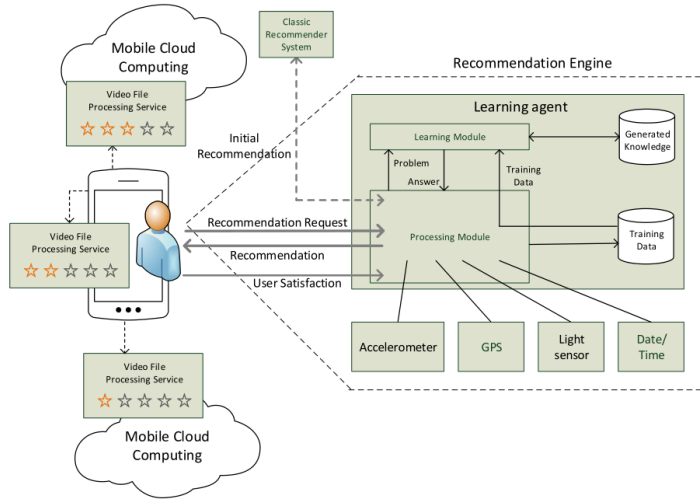 Mobile Cloud
Computing
Video File
Processing Service
Classic
Recommender
System
Recommendation Engine
Learning agent
Learning Module
Generated
Knowledge
Initial
Recommendation
Problem
Answer
Training
Data
Video File
Processing Service
Recommendation Request
Recommendation
User Satisfaction
Processing Module
Training
Data
Accelerometer
GPS
Light
sensor
Date/
Time
Video File
Processing Service
Mobile Cloud
Computing